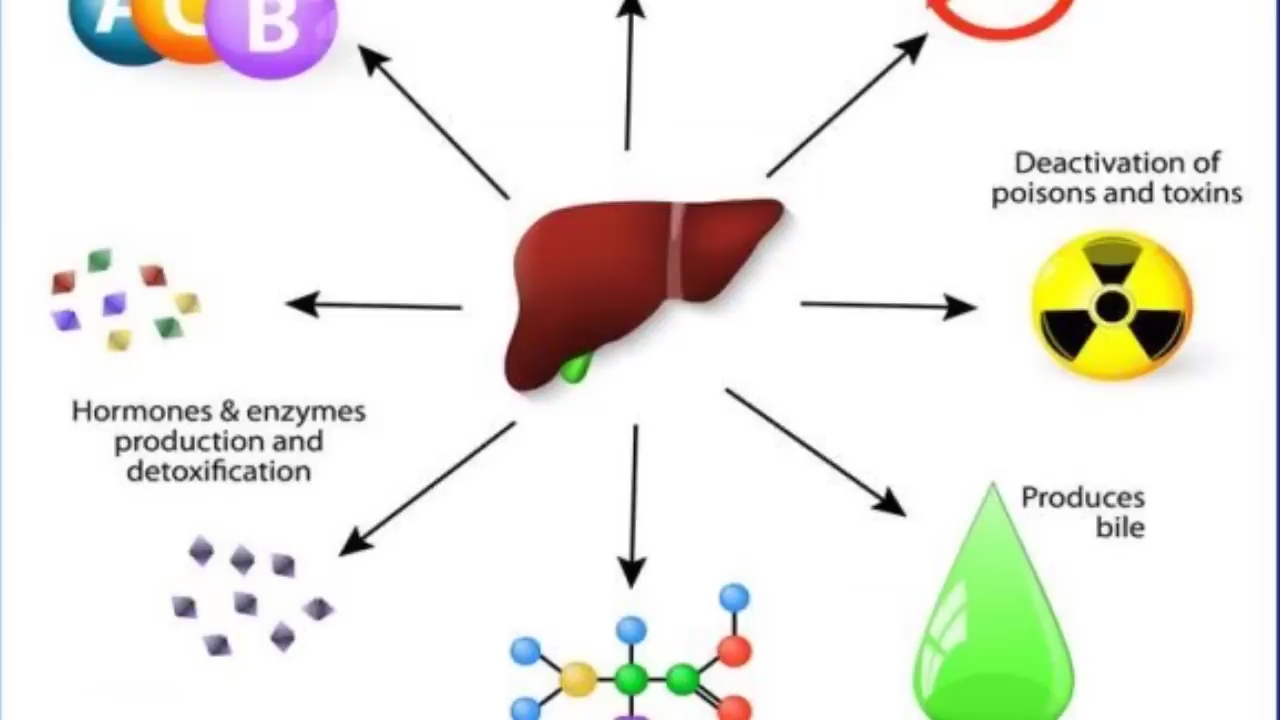 A C B
Deactivation of
poisons and toxins
Hormones & enzymes
production and
detoxification
Produces
bile